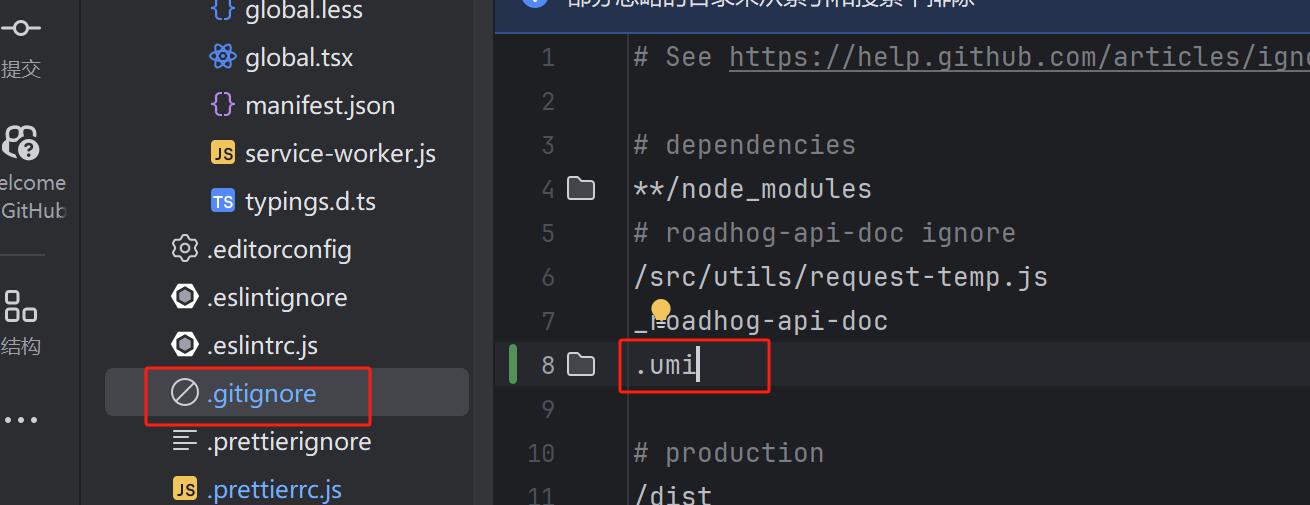 提交
elcome
GitHub
结构
global.less
global.tsx
manifest.json
JS service-worker.js
TS typings.d.ts
.editorconfig
.eslintignore
.eslintrc.js
.gitignore
.prettierignore
JS .prettierrc.js
1 # See https://help.github.com/articles/igno
2
3 # dependencies
4 **/node_modules
5 # roadhog-api-doc ignore
6 /src/utils/request-temp.js
7 _roadhog-api-doc
8 .umi
9
10 # production
11 /dist